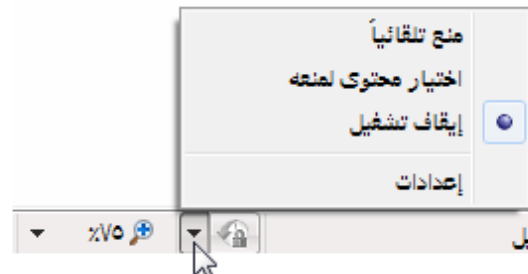 منع تلقائياً
اختيار محتوى لمنعه
إيقاف تشغيل
إعدادات
٧٥٪